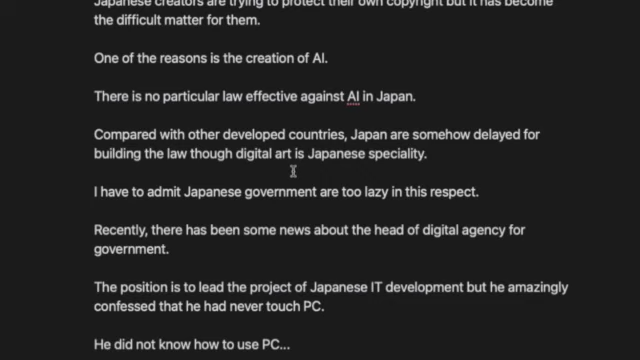 Japanese creators are trying to protect their own copyright but it has become
the difficult matter for them.
One of the reasons is the creation of AI.
There is no particular law effective against AI in Japan.
Compared with other developed countries, Japan are somehow delayed for
building the law though digital art is Japanese speciality.
I have to admit Japanese government are too lazy in this respect.
Recently, there has been some news about the head of digital agency for
government.
The position is to lead the project of Japanese IT development but he amazingly
confessed that he had never touch PC.
He did not know how to use PC...